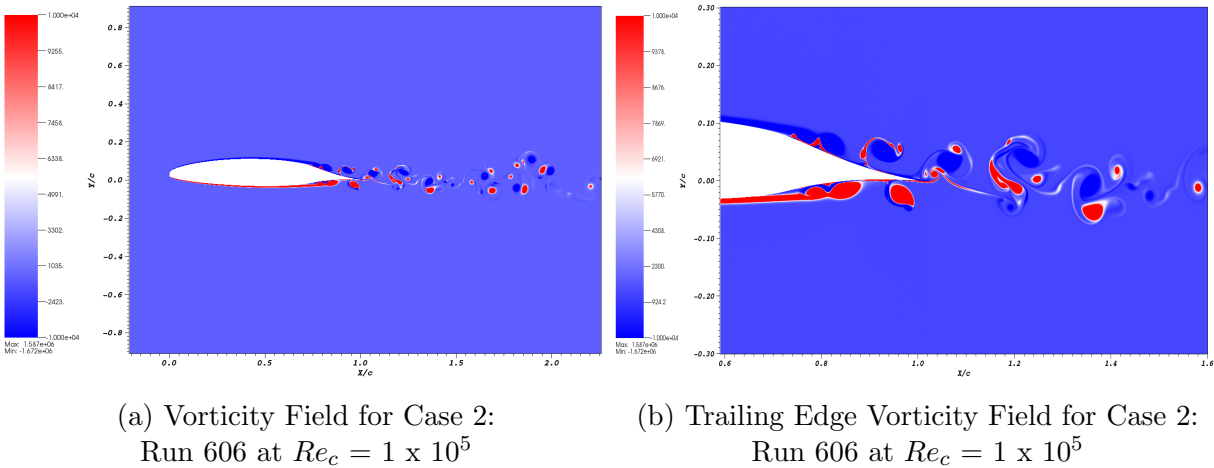 1.000e+04
9255.
8417
7458.
6338
4991.
3302
1035.
-2423.
-1.000e+04
Max: 1.587e+06
Min: -1.672e+06
0.8
0.6
0.4
0.2
0.0
-0.2
-0.4
-0.6
-0.8
Y/c
0.0
0.5
1.0
1.5
2.0
X/c
1.000e+04
9378.
8676
7869.
6921
5770.
4308
2300.
-924.2
-1.000e+04
Max: 1.587e+06
Min: -1.672e+06
0.30
0.20
0.10
0.00
-0.10
-0.20
-0.30
Y/c
0.6
0.8
1.0
1.2
1.4
1.6
X/c
(a) Vorticity Field for Case 2:
Run 606 at Re_c = 1 x 10^5
(b) Trailing Edge Vorticity Field for Case 2:
Run 606 at Re_c = 1 x 10^5